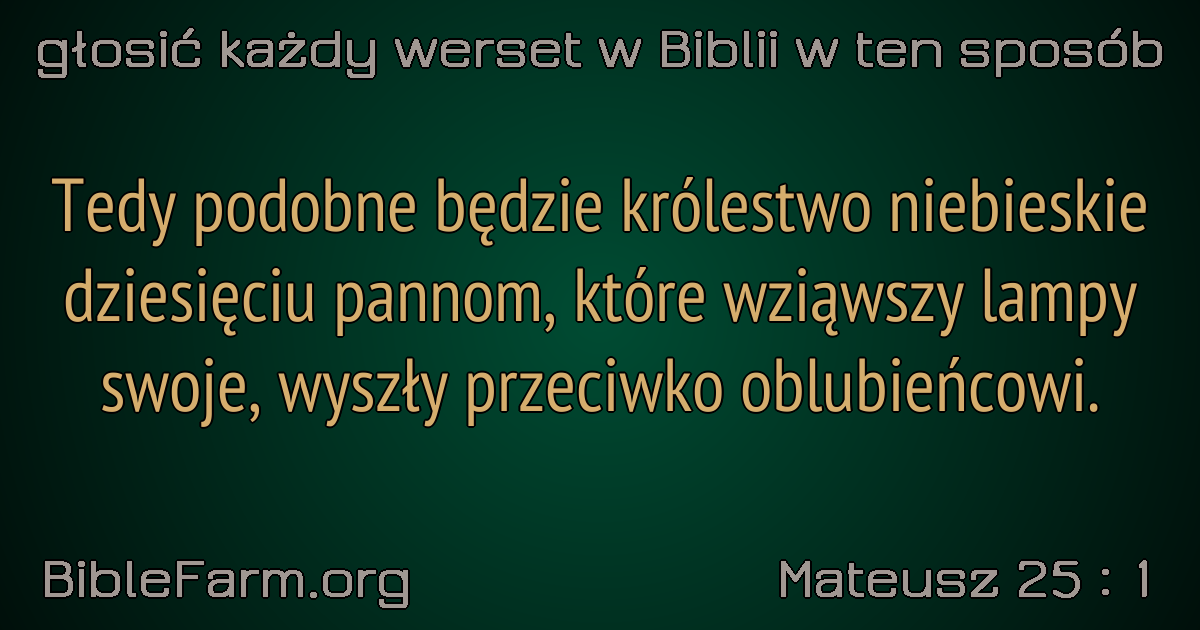 głosić każdy werset w Biblii w ten sposób
Tedy podobne będzie królestwo niebieskie
dziesięciu pannom, które wziąwszy lampy
swoje, wyszły przeciwko oblubieńcowi.
BibleFarm.org
Mateusz 25 : 1